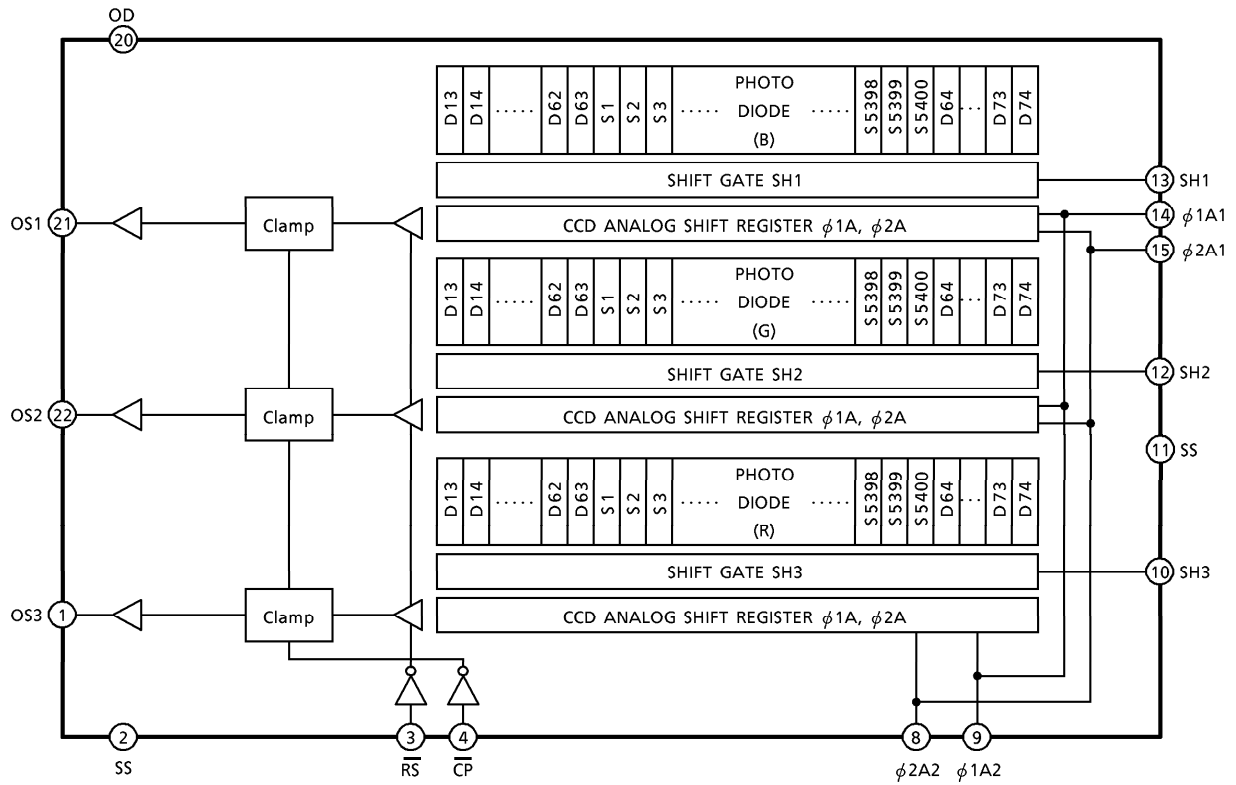 OD
20
D13 D14 ····· D62 D63 S1 S2 S3 ····· PHOTO DIODE (B) ····· S5398 S5399 S5400 D64 ··· D73 D74
SHIFT GATE SH1
13 SH1
OS1 21
Clamp
CCD ANALOG SHIFT REGISTER ϕ1A, ϕ2A
14 ϕ1A1
15 ϕ2A1
D13 D14 ····· D62 D63 S1 S2 S3 ····· PHOTO DIODE (G) ····· S5398 S5399 S5400 D64 ··· D73 D74
SHIFT GATE SH2
12 SH2
OS2 22
Clamp
CCD ANALOG SHIFT REGISTER ϕ1A, ϕ2A
11 SS
D13 D14 ····· D62 D63 S1 S2 S3 ····· PHOTO DIODE (R) ····· S5398 S5399 S5400 D64 ··· D73 D74
SHIFT GATE SH3
10 SH3
OS3 1
Clamp
CCD ANALOG SHIFT REGISTER ϕ1A, ϕ2A
2 3 4 8 9
SS R̅S̅ C̅P̅ ϕ2A2 ϕ1A2